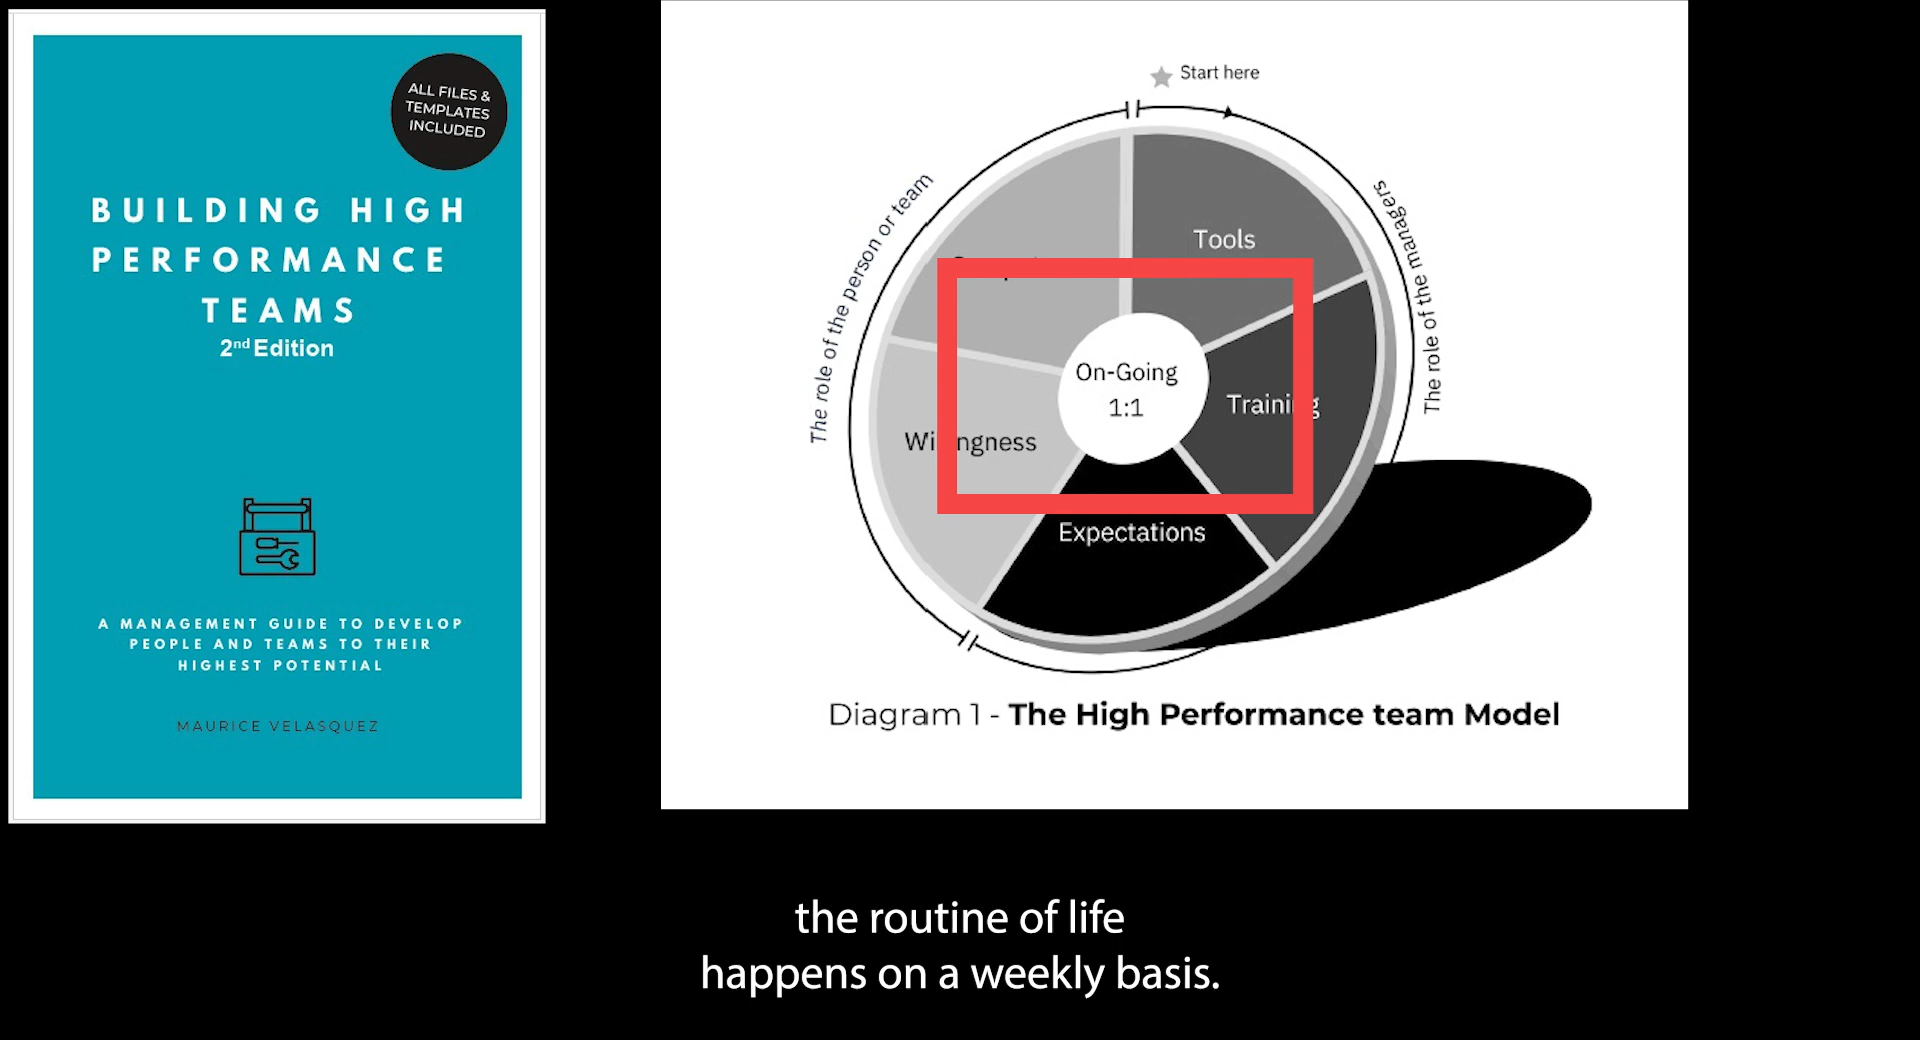 ALL FILES &
TEMPLATES
INCLUDED
BUILDING HIGH
PERFORMANCE
TEAMS
2nd Edition
A MANAGEMENT GUIDE TO DEVELOP
PEOPLE AND TEAMS TO THEIR
HIGHEST POTENTIAL
MAURICE VELASQUEZ
Start here
The role of the person or team
The role of the managers
Tools
On-Going
1:1
Training
Willingness
Expectations
Diagram 1 - The High Performance team Model
the routine of life
happens on a weekly basis.